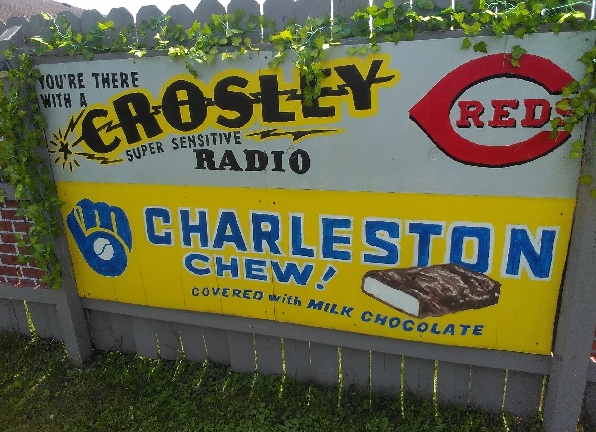 YOU'RE THERE
WITH A
CROSLEY
SUPER SENSITIVE
RADIO
REDS
CHARLESTON
CHEW!
COVERED with MILK CHOCOLATE